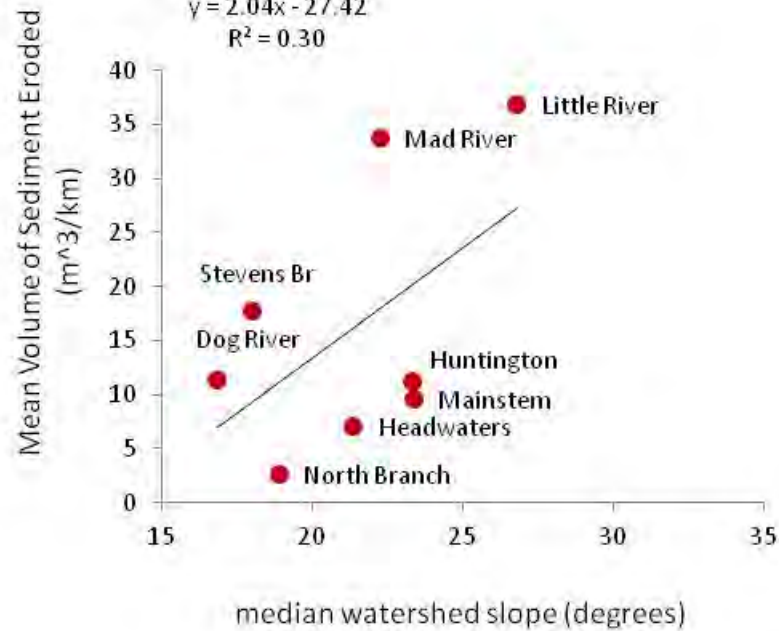 y = 2.04x - 27.42
R² = 0.30
Mean Volume of Sediment Eroded
(m^3/km)
40
35
30
25
20
15
10
5
0
Little River
Mad River
Stevens Br
Dog River
Huntington
Mainstem
Headwaters
North Branch
15 20 25 30 35
median watershed slope (degrees)